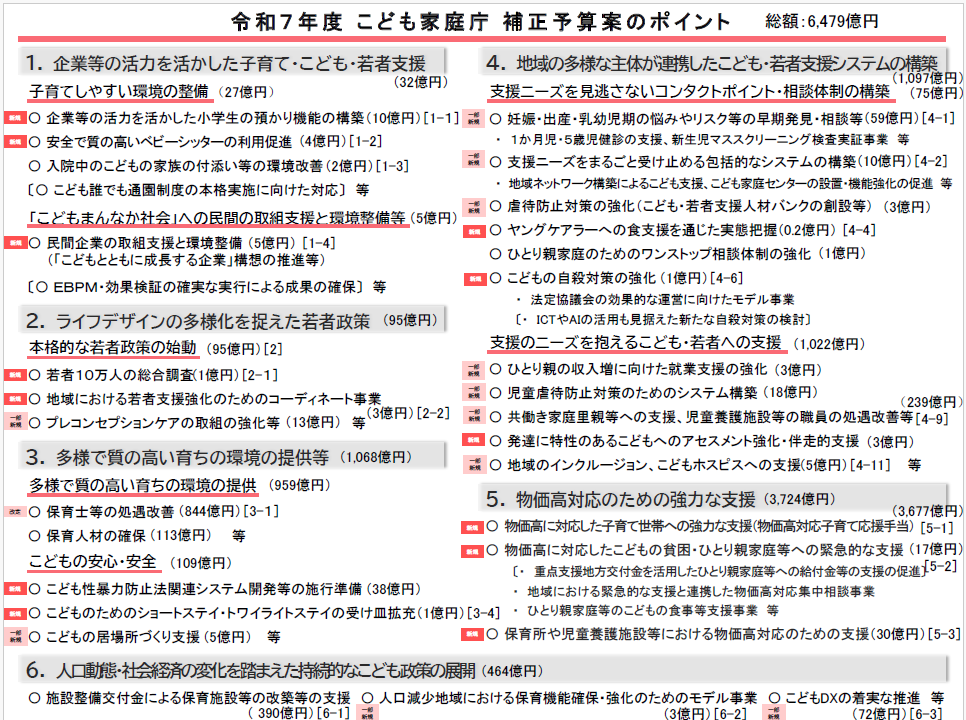 令和７年度 こども家庭庁 補正予算案のポイント 総額：6,479億円
1. 企業等の活力を活かした子育て・こども・若者支援
(32億円)
子育てしやすい環境の整備 (27億円)
新規 〇 企業等の活力を活かした小学生の預かり機能の構築(10億円)[1-1]
新規 〇 安全で質の高いベビーシッターの利用促進 (4億円)[1-2]
〇 入院中のこどもの家族の付添い等の環境改善(2億円)[1-3]
〔〇 こども誰でも通園制度の本格実施に向けた対応〕 等
「こどもまんなか社会」への民間の取組支援と環境整備等 (5億円)
新規 〇 民間企業の取組支援と環境整備 (5億円) [1-4]
(「こどもとともに成長する企業」構想の推進等)
〔〇 ＥＢＰＭ・効果検証の確実な実行による成果の確保〕 等
2. ライフデザインの多様化を捉えた若者政策 (95億円)
本格的な若者政策の始動 (95億円)[2]
新規 〇 若者１０万人の総合調査(1億円)[2-1]
新規 〇 地域における若者支援強化のためのコーディネート事業
(3億円)[2-2]
一部新規 〇 プレコンセプションケアの取組の強化等 (13億円) 等
3. 多様で質の高い育ちの環境の提供等 (1,068億円)
多様で質の高い育ちの環境の提供 (959億円)
改定 〇 保育士等の処遇改善 (844億円) [3-1]
〇 保育人材の確保 (113億円) 等
こどもの安心・安全 (109億円)
新規 〇 こども性暴力防止法関連システム開発等の施行準備 (38億円)
新規 〇 こどものためのショートステイ・トワイライトステイの受け皿拡充(1億円)[3-4]
一部新規 〇 こどもの居場所づくり支援 (5億円) 等
4. 地域の多様な主体が連携したこども・若者支援システムの構築
(1,097億円)
支援ニーズを見逃さないコンタクトポイント・相談体制の構築 (75億円)
一部新規 〇 妊娠・出産・乳幼児期の悩みやリスク等の早期発見・相談等(59億円)[4-1]
・ １か月児・５歳児健診の支援、新生児マススクリーニング検査実証事業 等
一部新規 〇 支援ニーズをまるごと受け止める包括的なシステムの構築(10億円)[4-2]
・ 地域ネットワーク構築によるこども支援、こども家庭センターの設置・機能強化の促進 等
一部新規 〇 虐待防止対策の強化(こども・若者支援人材バンクの創設等) (3億円)
新規 〇 ヤングケアラーへの食支援を通じた実態把握(0.2億円) [4-4]
〇 ひとり親家庭のためのワンストップ相談体制の強化 (1億円)
新規 〇 こどもの自殺対策の強化 (1億円)[4-6]
・ 法定協議会の効果的な運営に向けたモデル事業
〔・ ICTやAIの活用も見据えた新たな自殺対策の検討〕
支援のニーズを抱えるこども・若者への支援 (1,022億円)
一部新規 〇 ひとり親の収入増に向けた就業支援の強化 (3億円)
一部新規 〇 児童虐待防止対策のためのシステム構築 (18億円)
(239億円)
一部新規 〇 共働き家庭里親等への支援、児童養護施設等の職員の処遇改善等[4-9]
新規 〇 発達に特性のあるこどもへのアセスメント強化・伴走的支援 (3億円)
一部新規 〇 地域のインクルージョン、こどもホスピスへの支援(5億円)[4-11] 等
5. 物価高対応のための強力な支援 (3,724億円)
(3,677億円)
新規 〇 物価高に対応した子育て世帯への強力な支援(物価高対応子育て応援手当) [5-1]
新規 〇 物価高に対応したこどもの貧困・ひとり親家庭等への緊急的な支援 (17億円)
[5-2]
〔・ 重点支援地方交付金を活用したひとり親家庭等への給付金等の支援の促進〕
・ 地域における緊急的な支援と連携した物価高対応集中相談事業
・ ひとり親家庭等のこどもの食事等支援事業 等
新規 〇 保育所や児童養護施設等における物価高対応のための支援(30億円)[5-3]
6. 人口動態・社会経済の変化を踏まえた持続的なこども政策の展開 (464億円)
〇 施設整備交付金による保育施設等の改築等の支援 〇 人口減少地域における保育機能確保・強化のためのモデル事業 〇 こどもDXの着実な推進 等
( 390億円)[6-1] 一部新規 (3億円)[6-2] 一部新規 (72億円)[6-3]